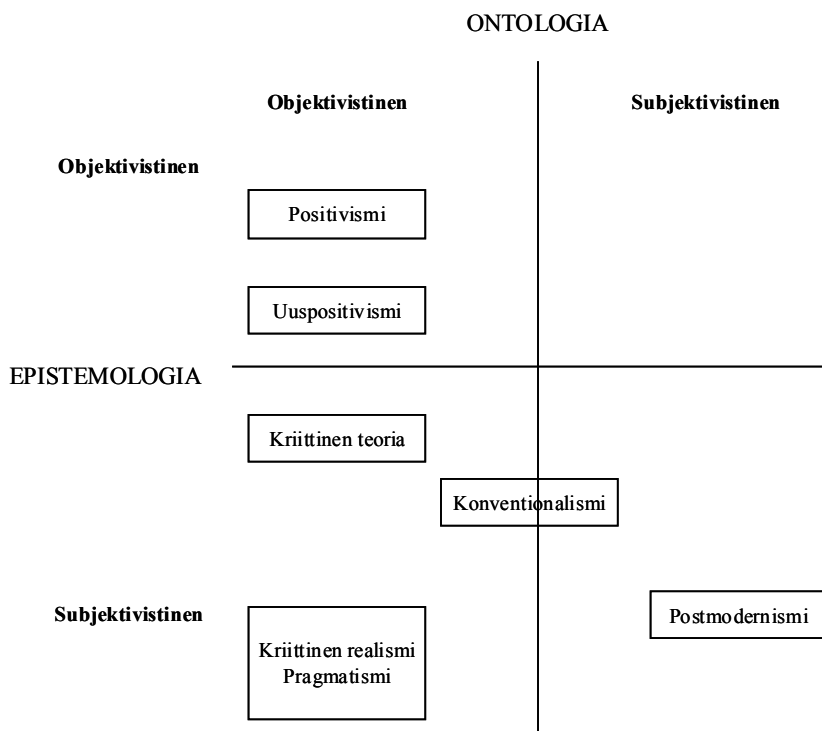 ONTOLOGIA
Objektivistinen
Subjektivistinen
Objektivistinen
Positivismi
Uuspositivismi
EPISTEMOLOGIA
Kriittinen teoria
Konventionalismi
Subjektivistinen
Postmodernismi
Kriittinen realismi
Pragmatismi